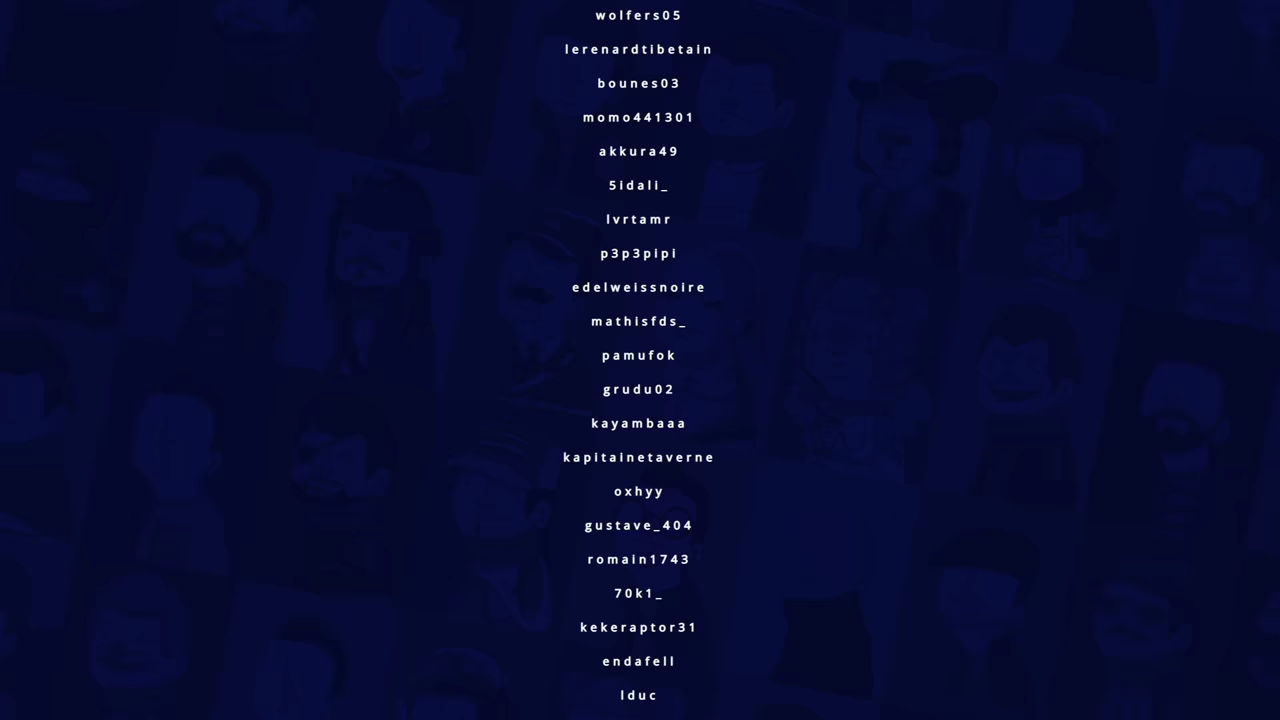 wolfers05
lerenardtibetain
bounes03
momo441301
akkura49
5idali_
lvrtamr
p3p3pipi
edelweissnoire
mathisfds_
pamufok
grudu02
kayambaaa
kapitainetaverne
oxhyy
gustave_404
romain1743
70k1_
kekeraptor31
endafell
lduc